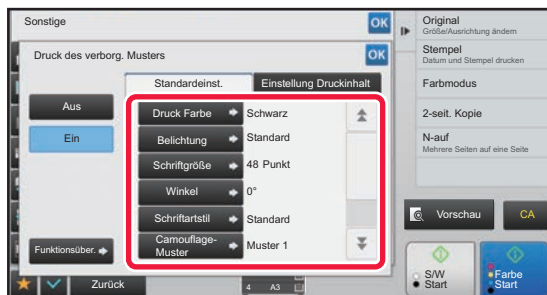 Sonstige
OK
Druck des verborg. Musters
OK
Standardeinst.
Einstellung Druckinhalt
Aus
Ein
Funktionsüber.
Druck Farbe
Schwarz
Belichtung
Standard
Schriftgröße
48 Punkt
Winkel
0°
Schriftartstil
Standard
Camouflage-
Muster
Muster 1
Zurück
4 A3
Original
Größe/Ausrichtung ändern
Stempel
Datum und Stempel drucken
Farbmodus
2-seit. Kopie
N-auf
Mehrere Seiten auf eine Seite
Vorschau
CA
S/W
Start
Farbe
Start